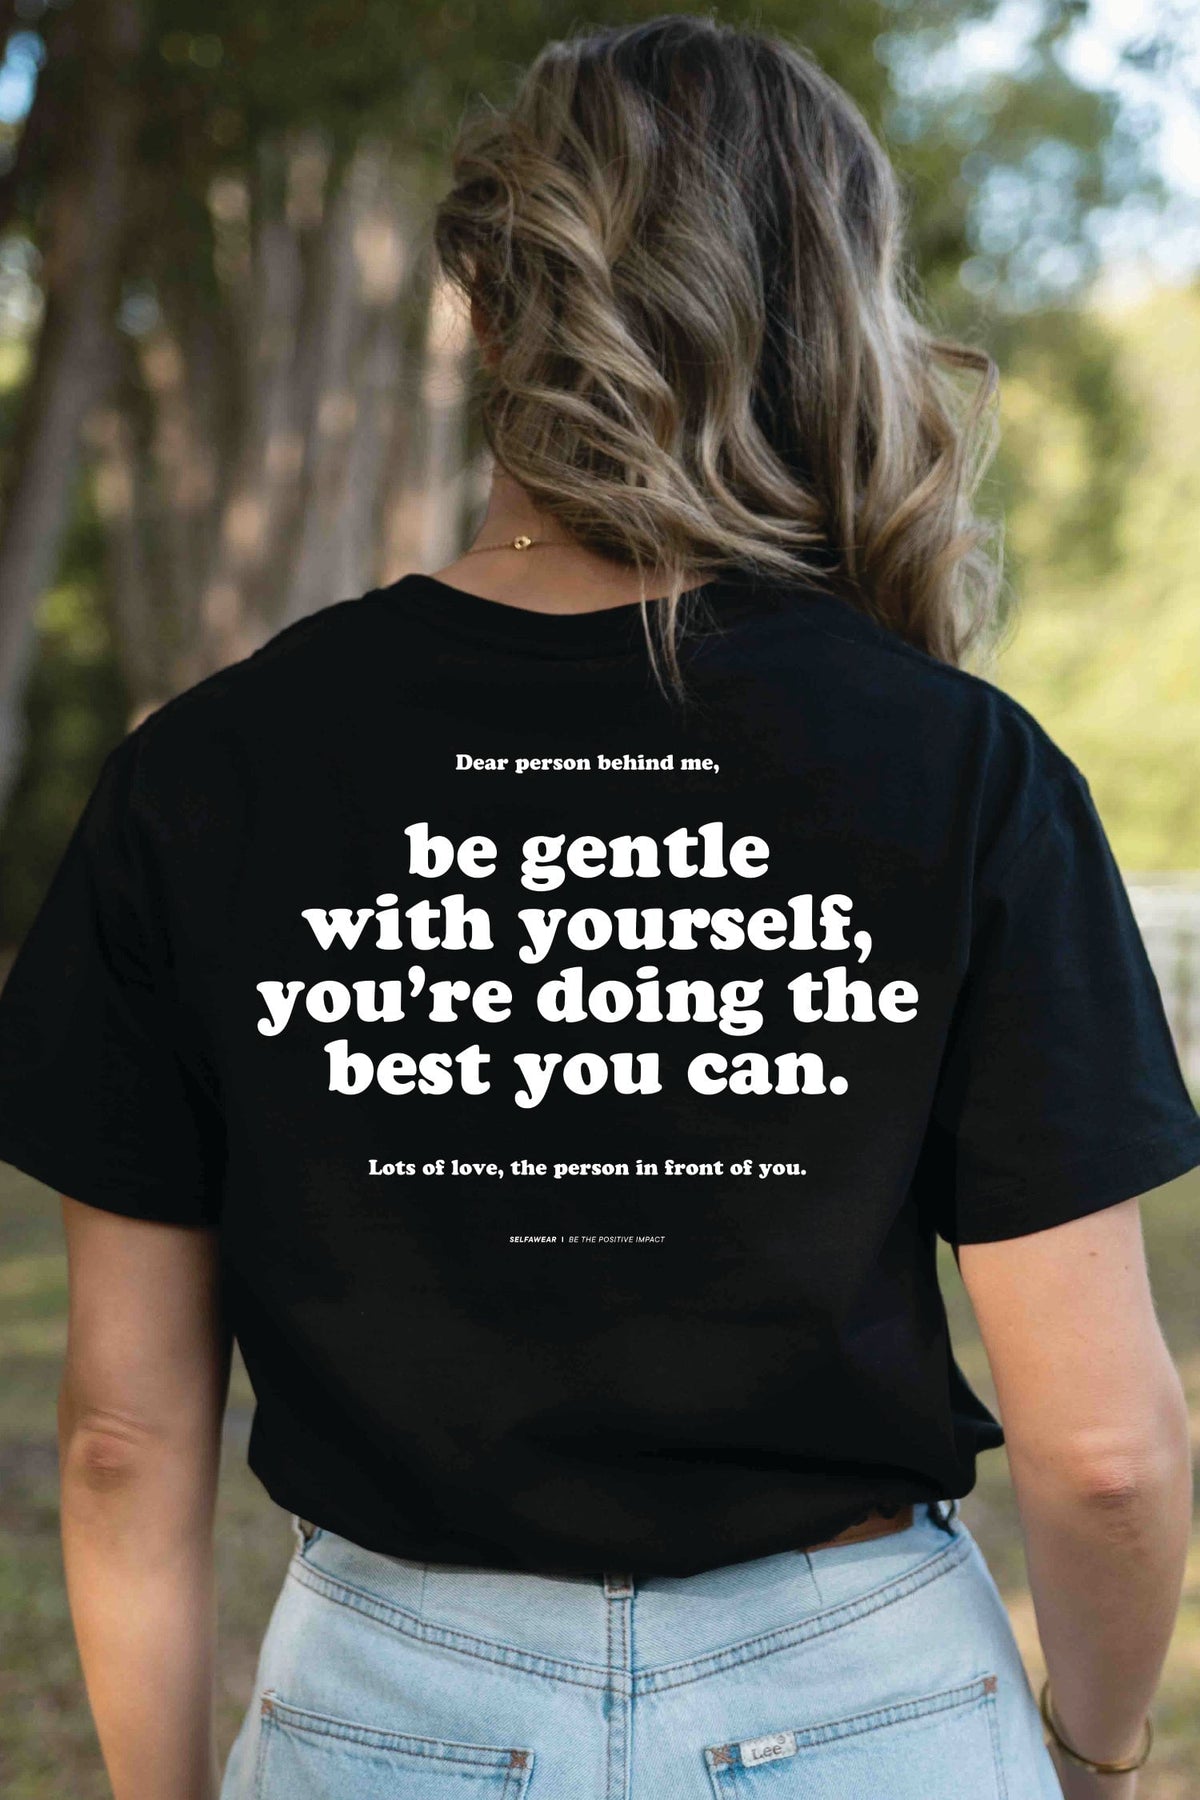 Dear person behind me,
be gentle
with yourself,
you're doing the
best you can.
Lots of love, the person in front of you.
SELFAWEAR | BE THE POSITIVE IMPACT
Lee